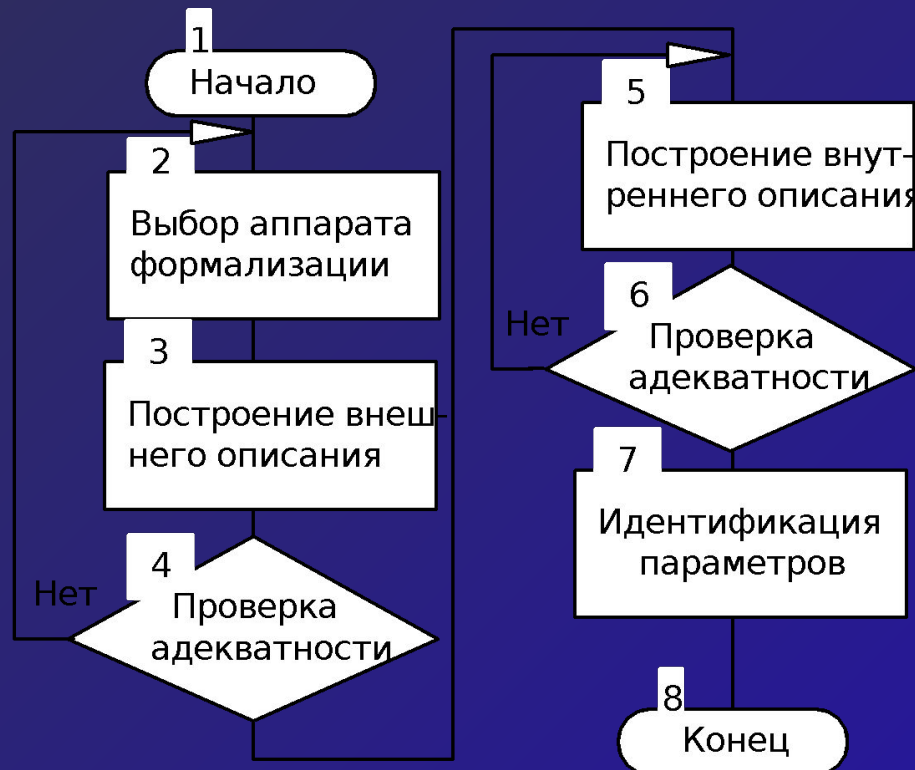 1
Начало
2
Выбор аппарата
формализации
3
Построение внеш-
него описания
4
Нет
Проверка
адекватности
5
Построение внут-
реннего описания
6
Нет
Проверка
адекватности
7
Идентификация
параметров
8
Конец